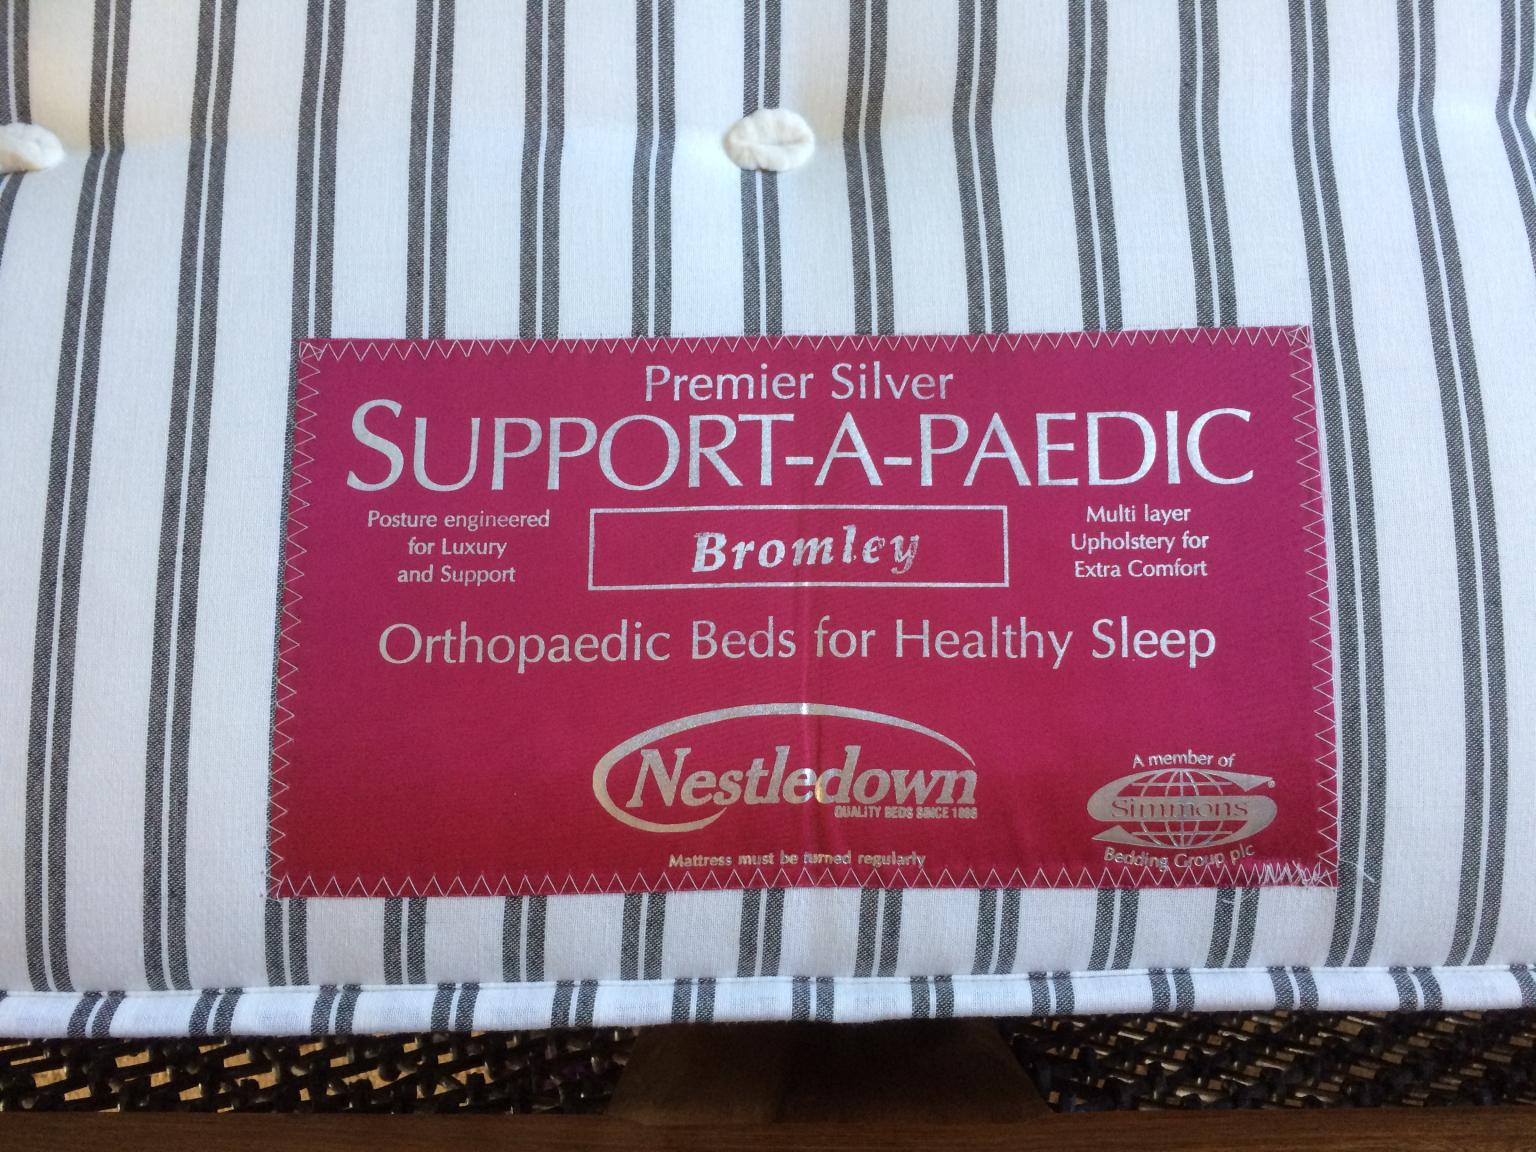 Premier Silver
SUPPORT-A-PAEDIC
Posture engineered
for Luxury
and Support
Bromley
Multi layer
Upholstery for
Extra Comfort
Orthopaedic Beds for Healthy Sleep
Nestledown
QUALITY BEDS SINCE
A member of
Simmons
Bedding Group plc
Mattress must be turned regularly